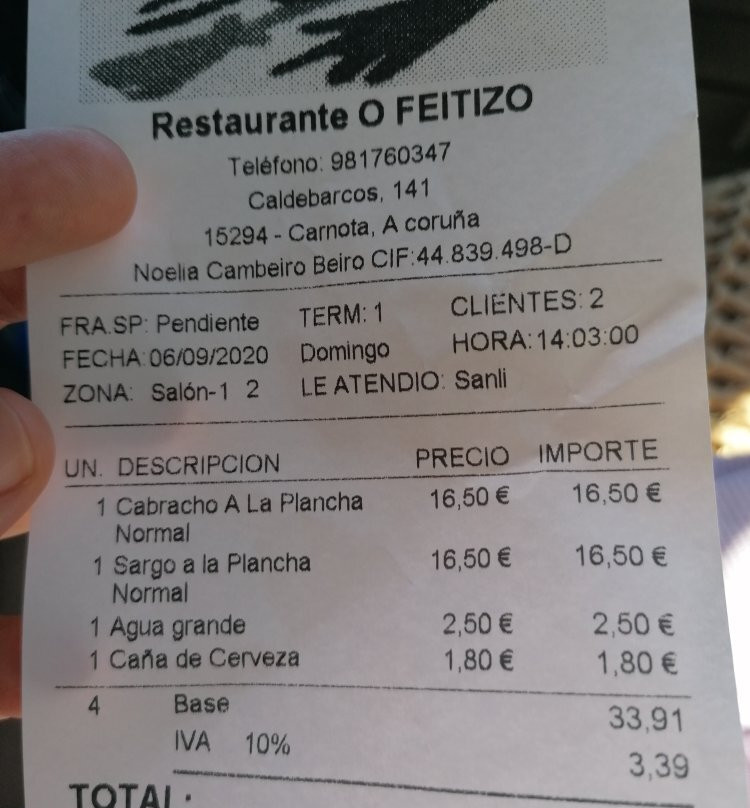 Restaurante O FEITIZO
Teléfono: 981760347
Caldebarcos, 141
15294 - Carnota, A coruña
Noelia Cambeiro Beiro CIF:44.839.498-D
FRA.SP: Pendiente TERM: 1 CLIENTES: 2
FECHA:06/09/2020 Domingo HORA:14:03:00
ZONA: Salón-1 2 LE ATENDIO: Sanli
UN. DESCRIPCION PRECIO IMPORTE
1 Cabracho A La Plancha 16,50 € 16,50 €
Normal
1 Sargo a la Plancha 16,50 € 16,50 €
Normal
1 Agua grande 2,50 € 2,50 €
1 Caña de Cerveza 1,80 € 1,80 €
4 Base 33,91
IVA 10% 3,39
TOTAL: